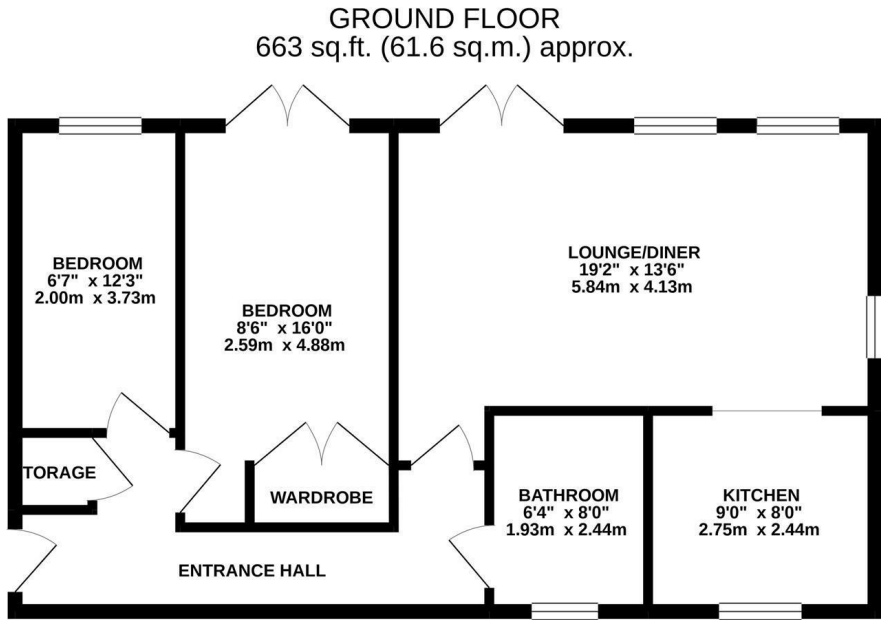 GROUND FLOOR
663 sq.ft. (61.6 sq.m.) approx.
BEDROOM
6'7" x 12'3"
2.00m x 3.73m
BEDROOM
8'6" x 16'0"
2.59m x 4.88m
LOUNGE/DINER
19'2" x 13'6"
5.84m x 4.13m
TORAGE
WARDROBE
BATHROOM
6'4" x 8'0"
1.93m x 2.44m
KITCHEN
9'0" x 8'0"
2.75m x 2.44m
ENTRANCE HALL